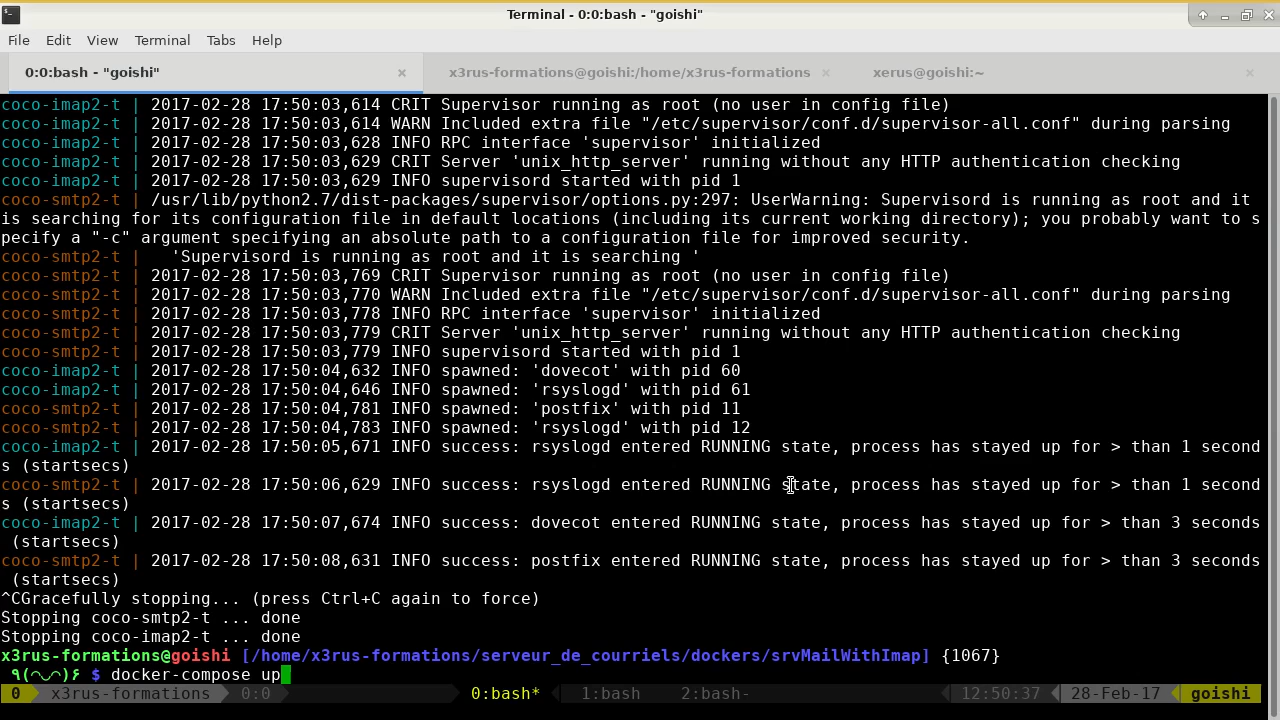 Terminal - 0:0:bash - "goishi"
File Edit View Terminal Tabs Help
0:0:bash - "goishi" x3rus-formations@goishi:/home/x3rus-formations xerus@goishi:~
coco-imap2-t | 2017-02-28 17:50:03,614 CRIT Supervisor running as root (no user in config file)
coco-imap2-t | 2017-02-28 17:50:03,614 WARN Included extra file "/etc/supervisor/conf.d/supervisor-all.conf" during parsing
coco-imap2-t | 2017-02-28 17:50:03,628 INFO RPC interface 'supervisor' initialized
coco-imap2-t | 2017-02-28 17:50:03,629 CRIT Server 'unix_http_server' running without any HTTP authentication checking
coco-imap2-t | 2017-02-28 17:50:03,629 INFO supervisord started with pid 1
coco-smtp2-t | /usr/lib/python2.7/dist-packages/supervisor/options.py:297: UserWarning: Supervisord is running as root and it
is searching for its configuration file in default locations (including its current working directory); you probably want to s
pecify a "-c" argument specifying an absolute path to a configuration file for improved security.
coco-smtp2-t |   'Supervisord is running as root and it is searching '
coco-smtp2-t | 2017-02-28 17:50:03,769 CRIT Supervisor running as root (no user in config file)
coco-smtp2-t | 2017-02-28 17:50:03,770 WARN Included extra file "/etc/supervisor/conf.d/supervisor-all.conf" during parsing
coco-smtp2-t | 2017-02-28 17:50:03,778 INFO RPC interface 'supervisor' initialized
coco-smtp2-t | 2017-02-28 17:50:03,779 CRIT Server 'unix_http_server' running without any HTTP authentication checking
coco-smtp2-t | 2017-02-28 17:50:03,779 INFO supervisord started with pid 1
coco-imap2-t | 2017-02-28 17:50:04,632 INFO spawned: 'dovecot' with pid 60
coco-imap2-t | 2017-02-28 17:50:04,646 INFO spawned: 'rsyslogd' with pid 61
coco-smtp2-t | 2017-02-28 17:50:04,781 INFO spawned: 'postfix' with pid 11
coco-smtp2-t | 2017-02-28 17:50:04,783 INFO spawned: 'rsyslogd' with pid 12
coco-imap2-t | 2017-02-28 17:50:05,671 INFO success: rsyslogd entered RUNNING state, process has stayed up for > than 1 second
s (startsecs)
coco-smtp2-t | 2017-02-28 17:50:06,629 INFO success: rsyslogd entered RUNNING state, process has stayed up for > than 1 second
s (startsecs)
coco-imap2-t | 2017-02-28 17:50:07,674 INFO success: dovecot entered RUNNING state, process has stayed up for > than 3 seconds
 (startsecs)
coco-smtp2-t | 2017-02-28 17:50:08,631 INFO success: postfix entered RUNNING state, process has stayed up for > than 3 seconds
 (startsecs)
^CGracefully stopping... (press Ctrl+C again to force)
Stopping coco-smtp2-t ... done
Stopping coco-imap2-t ... done
x3rus-formations@goishi [/home/x3rus-formations/serveur_de_courriels/dockers/srvMailWithImap] {1067}
٩(◠◡◠)۶ $ docker-compose up
0 x3rus-formations 0:0 0:bash* 1:bash 2:bash- 12:50:37 28-Feb-17 goishi